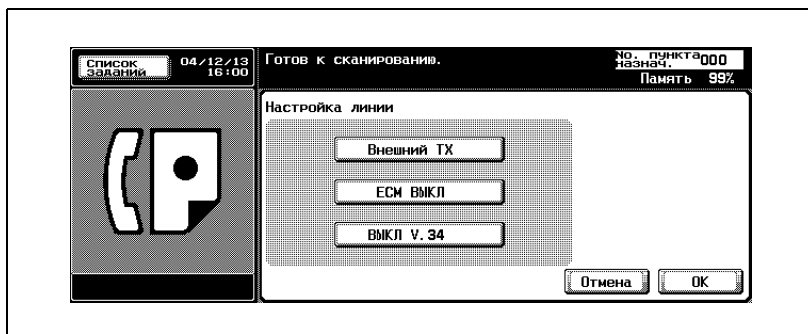 Список
заданий
04/12/13
16:00
Готов к сканированию.
No. пункта
назнач.
000
Память 99%
Настройка линии
Внешний TX
ECM ВЫКЛ
ВЫКЛ V.34
Отмена
OK